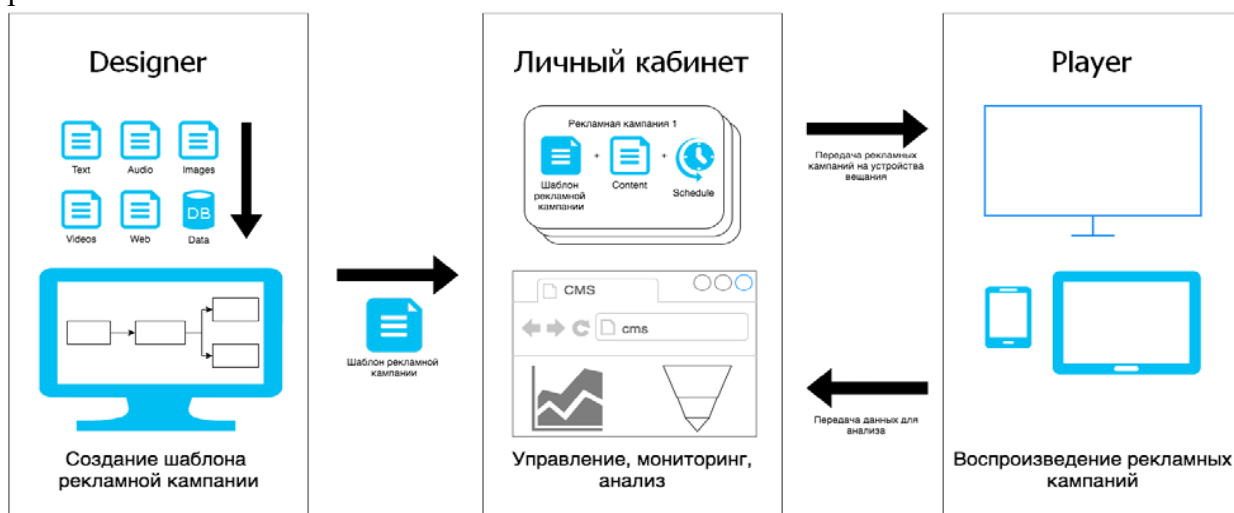 Designer
Text
Audio
Images
Videos
Web
DB
Data
Создание шаблона
рекламной кампании
Шаблон рекламной
кампании
Личный кабинет
Рекламная кампания 1
+
+
Шаблон
рекламной
кампании
Content
Schedule
CMS
cms
Управление, мониторинг,
анализ
Передача рекламных
кампаний на устройства
вещания
Передача данных для
анализа
Player
Воспроизведение рекламных
кампаний